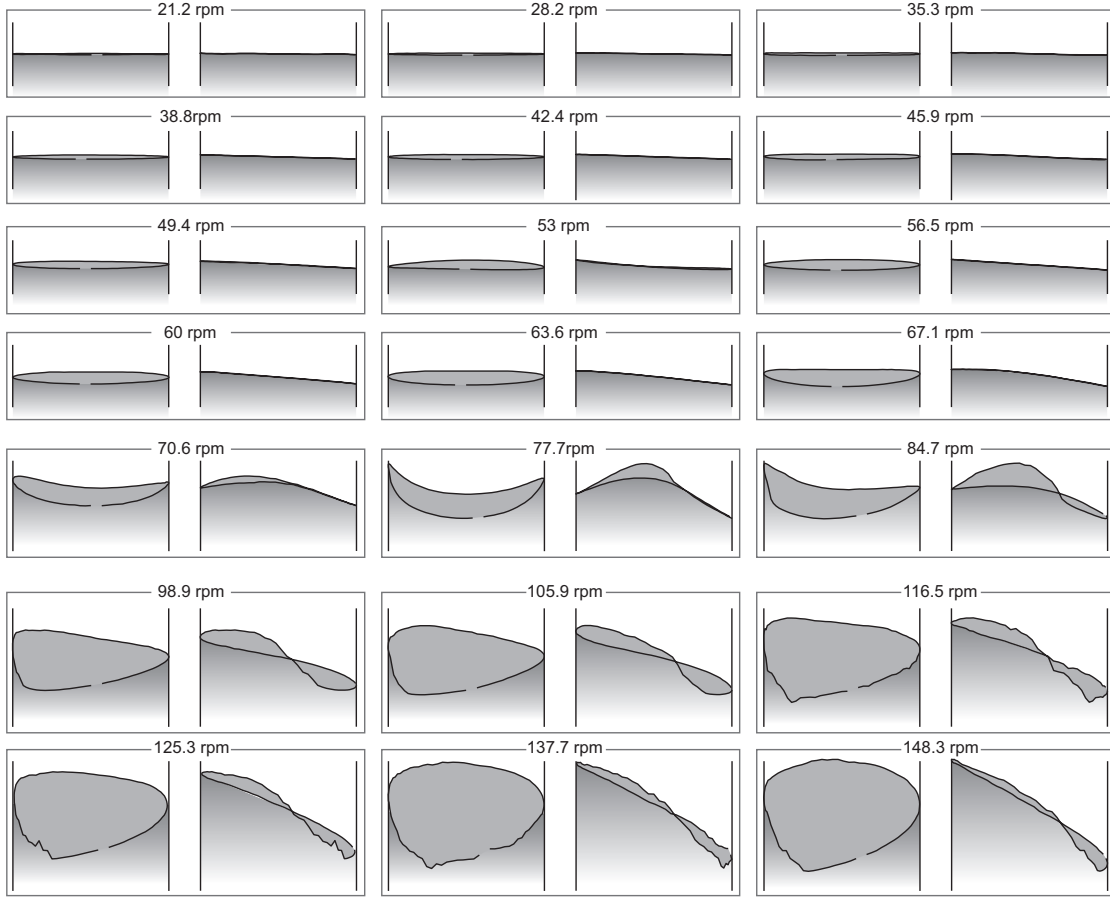 21.2 rpm 28.2 rpm 35.3 rpm
38.8rpm 42.4 rpm 45.9 rpm
49.4 rpm 53 rpm 56.5 rpm
60 rpm 63.6 rpm 67.1 rpm
70.6 rpm 77.7rpm 84.7 rpm
98.9 rpm 105.9 rpm 116.5 rpm
125.3 rpm 137.7 rpm 148.3 rpm